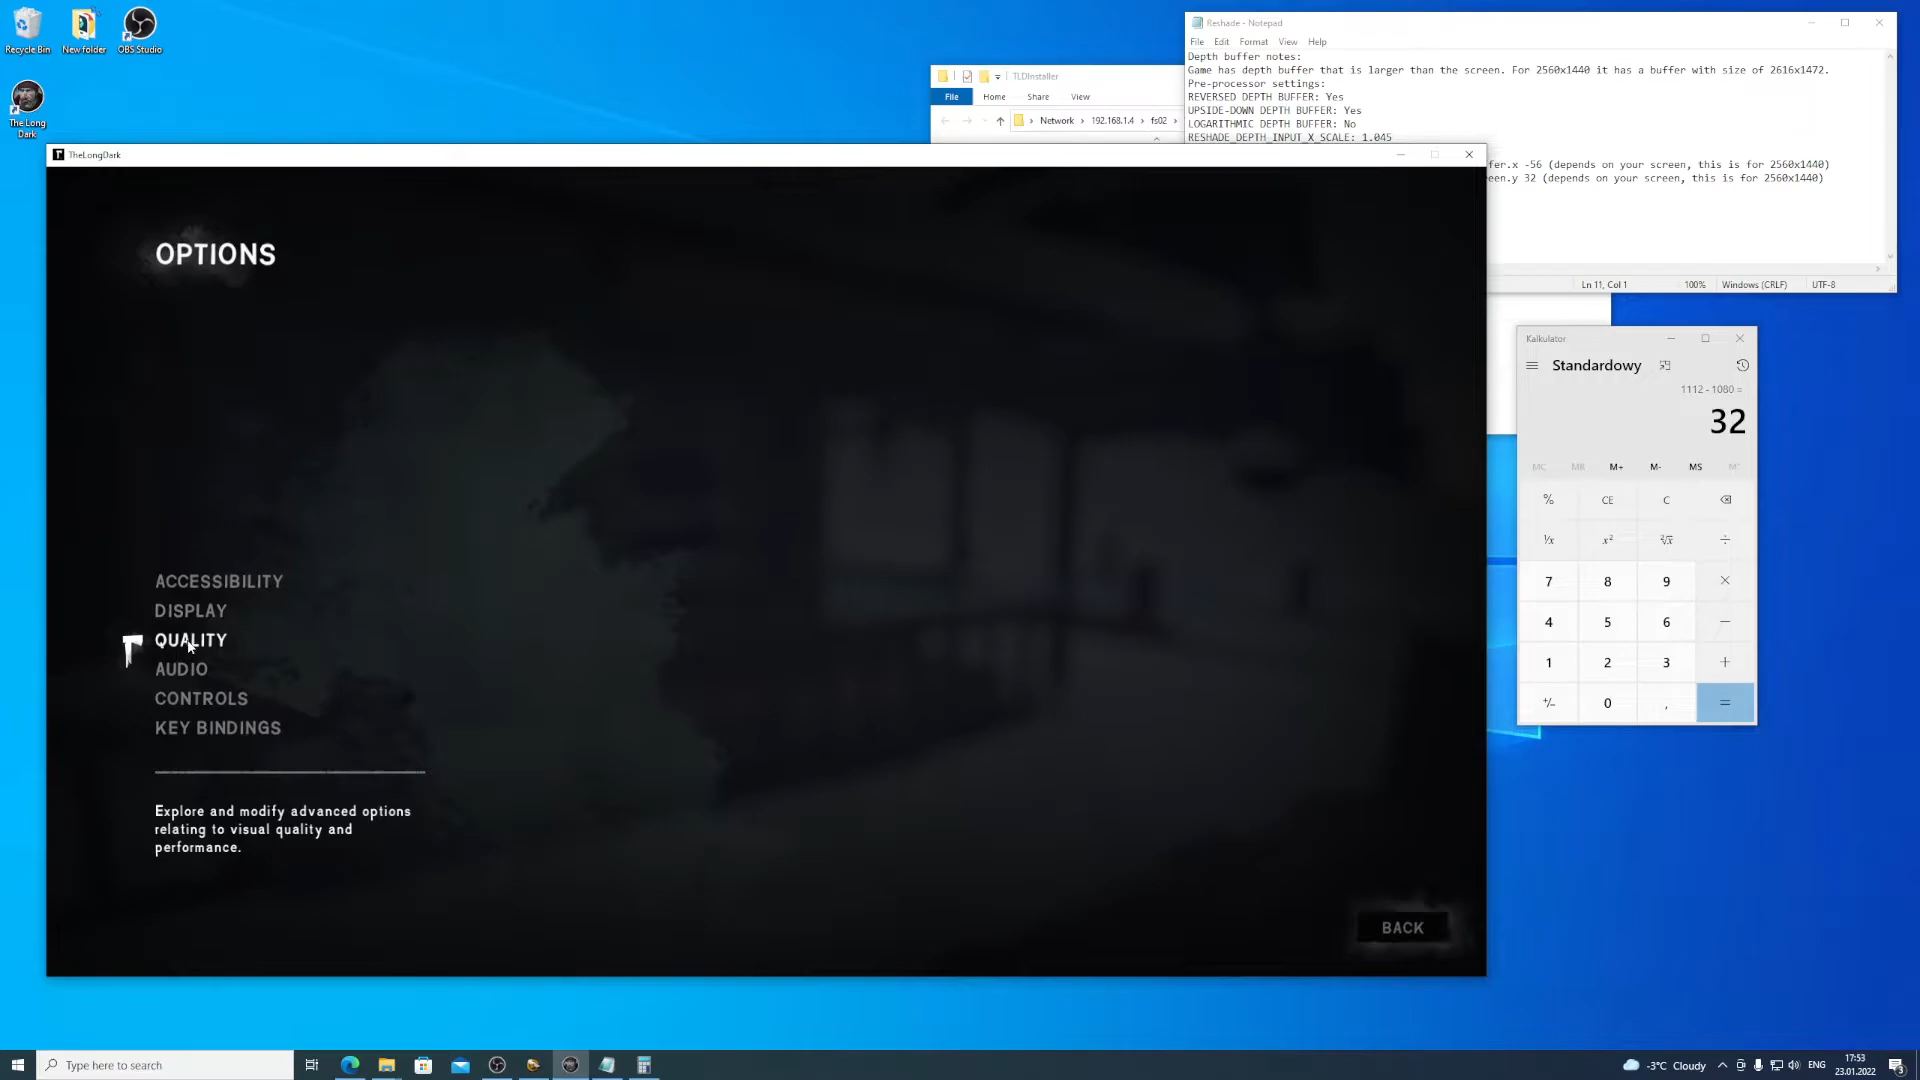 Recycle Bin
New folder
OBS Studio
The Long
Dark
Reshade - Notepad
File Edit Format View Help
Depth buffer notes:
Game has depth buffer that is larger than the screen. For 2560x1440 it has a buffer with size of 2616x1472.
Pre-processor settings:
REVERSED DEPTH BUFFER: Yes
UPSIDE-DOWN DEPTH BUFFER: Yes
LOGARITHMIC DEPTH BUFFER: No
RESHADE_DEPTH_INPUT_X_SCALE: 1.045
fer.x -56 (depends on your screen, this is for 2560x1440)
een.y 32 (depends on your screen, this is for 2560x1440)
Ln 11, Col 1 100% Windows (CRLF) UTF-8
TLDInstaller
File Home Share View
Network › 192.168.1.4 › fs02 ›
TheLongDark
OPTIONS
ACCESSIBILITY
DISPLAY
QUALITY
AUDIO
CONTROLS
KEY BINDINGS
Explore and modify advanced options
relating to visual quality and
performance.
BACK
Kalkulator
Standardowy
1112 - 1080 =
32
MC MR M+ M- MS M˅
% CE C ⌫
¹/x x² ²√x ÷
7 8 9 ×
4 5 6 −
1 2 3 +
+/− 0 , =
Type here to search
-3°C Cloudy
ENG
17:53
23.01.2022
3